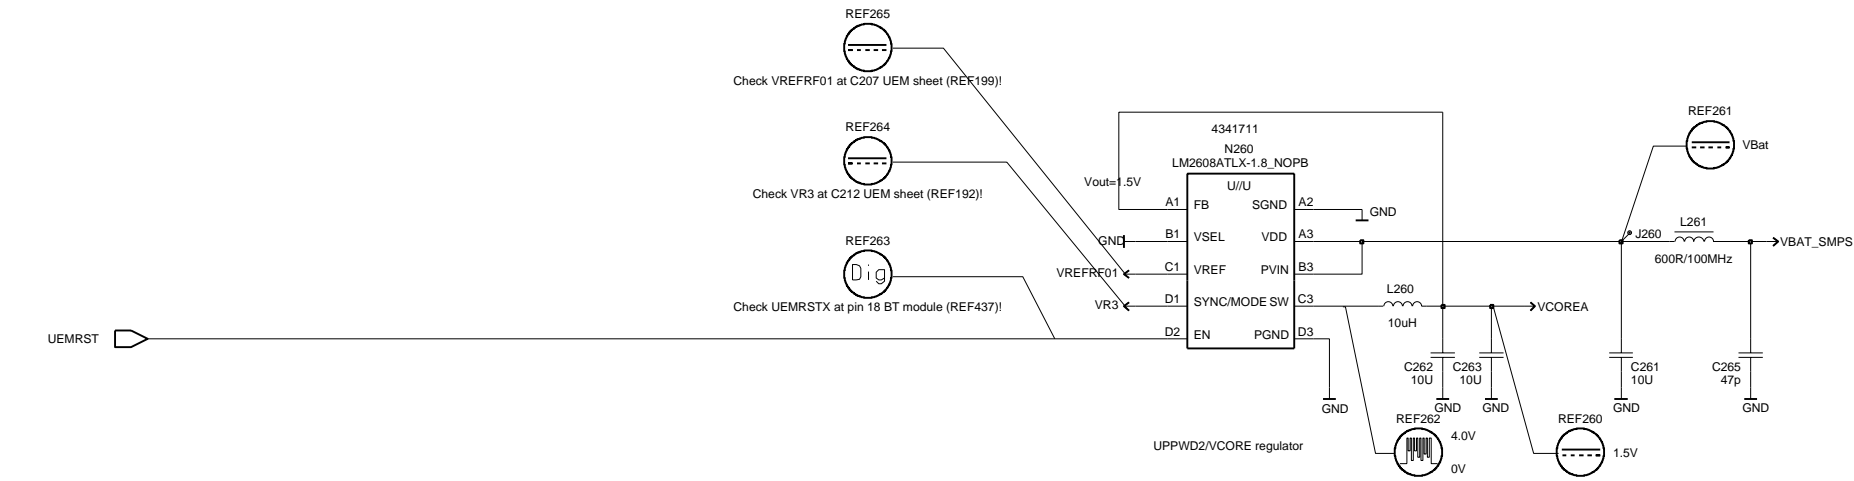 REF265
Check VREFRF01 at C207 UEM sheet (REF199)!
REF264
Check VR3 at C212 UEM sheet (REF192)!
REF263
Dig
Check UEMRSTX at pin 18 BT module (REF437)!
UEMRST
4341711
N260
LM2608ATLX-1.8_NOPB
U//U
Vout=1.5V
A1 FB SGND A2 GND
GND B1 VSEL VDD A3
VREFRF01 C1 VREF PVIN B3
VR3 D1 SYNC/MODE SW C3
D2 EN PGND D3
GND
L260
10uH
VCOREA
C262
10U
GND
C263
10U
GND
REF261
VBat
J260
L261
600R/100MHz
VBAT_SMPS
C261
10U
GND
C265
47p
GND
REF262
4.0V
0V
REF260
1.5V
UPPWD2/VCORE regulator